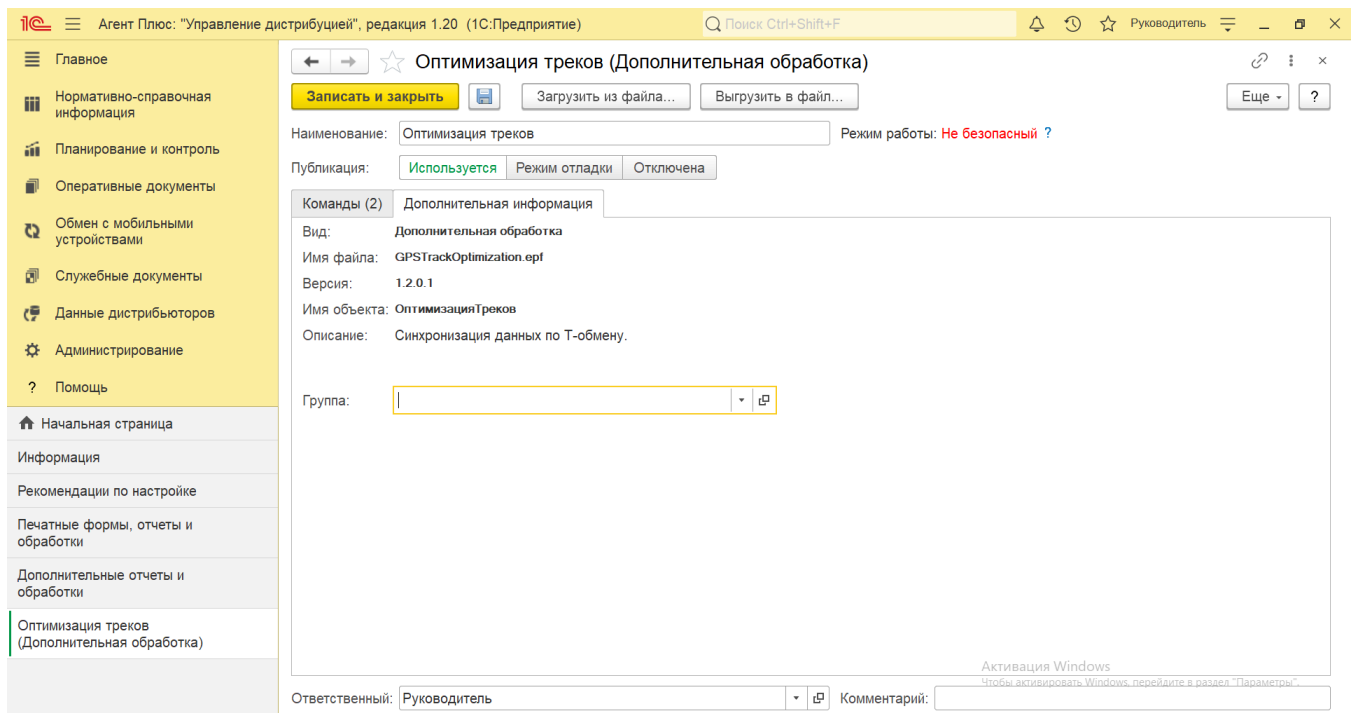 Агент Плюс: "Управление дистрибуцией", редакция 1.20 (1С:Предприятие)
Поиск Ctrl+Shift+F
Руководитель
Главное
Нормативно-справочная
информация
Планирование и контроль
Оперативные документы
Обмен с мобильными
устройствами
Служебные документы
Данные дистрибьюторов
Администрирование
? Помощь
Начальная страница
Информация
Рекомендации по настройке
Печатные формы, отчеты и
обработки
Дополнительные отчеты и
обработки
Оптимизация треков
(Дополнительная обработка)
Оптимизация треков (Дополнительная обработка)
Записать и закрыть Загрузить из файла... Выгрузить в файл... Еще ?
Наименование: Оптимизация треков Режим работы: Не безопасный ?
Публикация: Используется Режим отладки Отключена
Команды (2) Дополнительная информация
Вид: Дополнительная обработка
Имя файла: GPSTrackOptimization.epf
Версия: 1.2.0.1
Имя объекта: ОптимизацияТреков
Описание: Синхронизация данных по Т-обмену.
Группа:
Активация Windows
Чтобы активировать Windows, перейдите в раздел "Параметры".
Ответственный: Руководитель Комментарий: